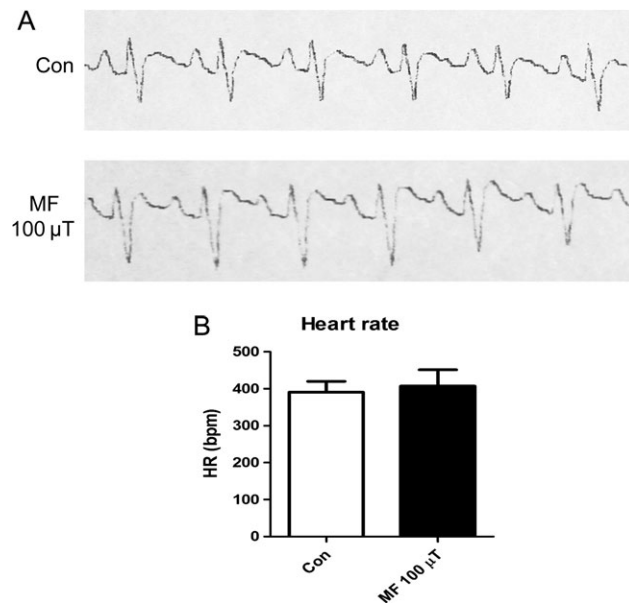 A
Con
MF
100 µT
B
Heart rate
500
400
300
200
100
0
HR (bpm)
Con
MF 100 µT